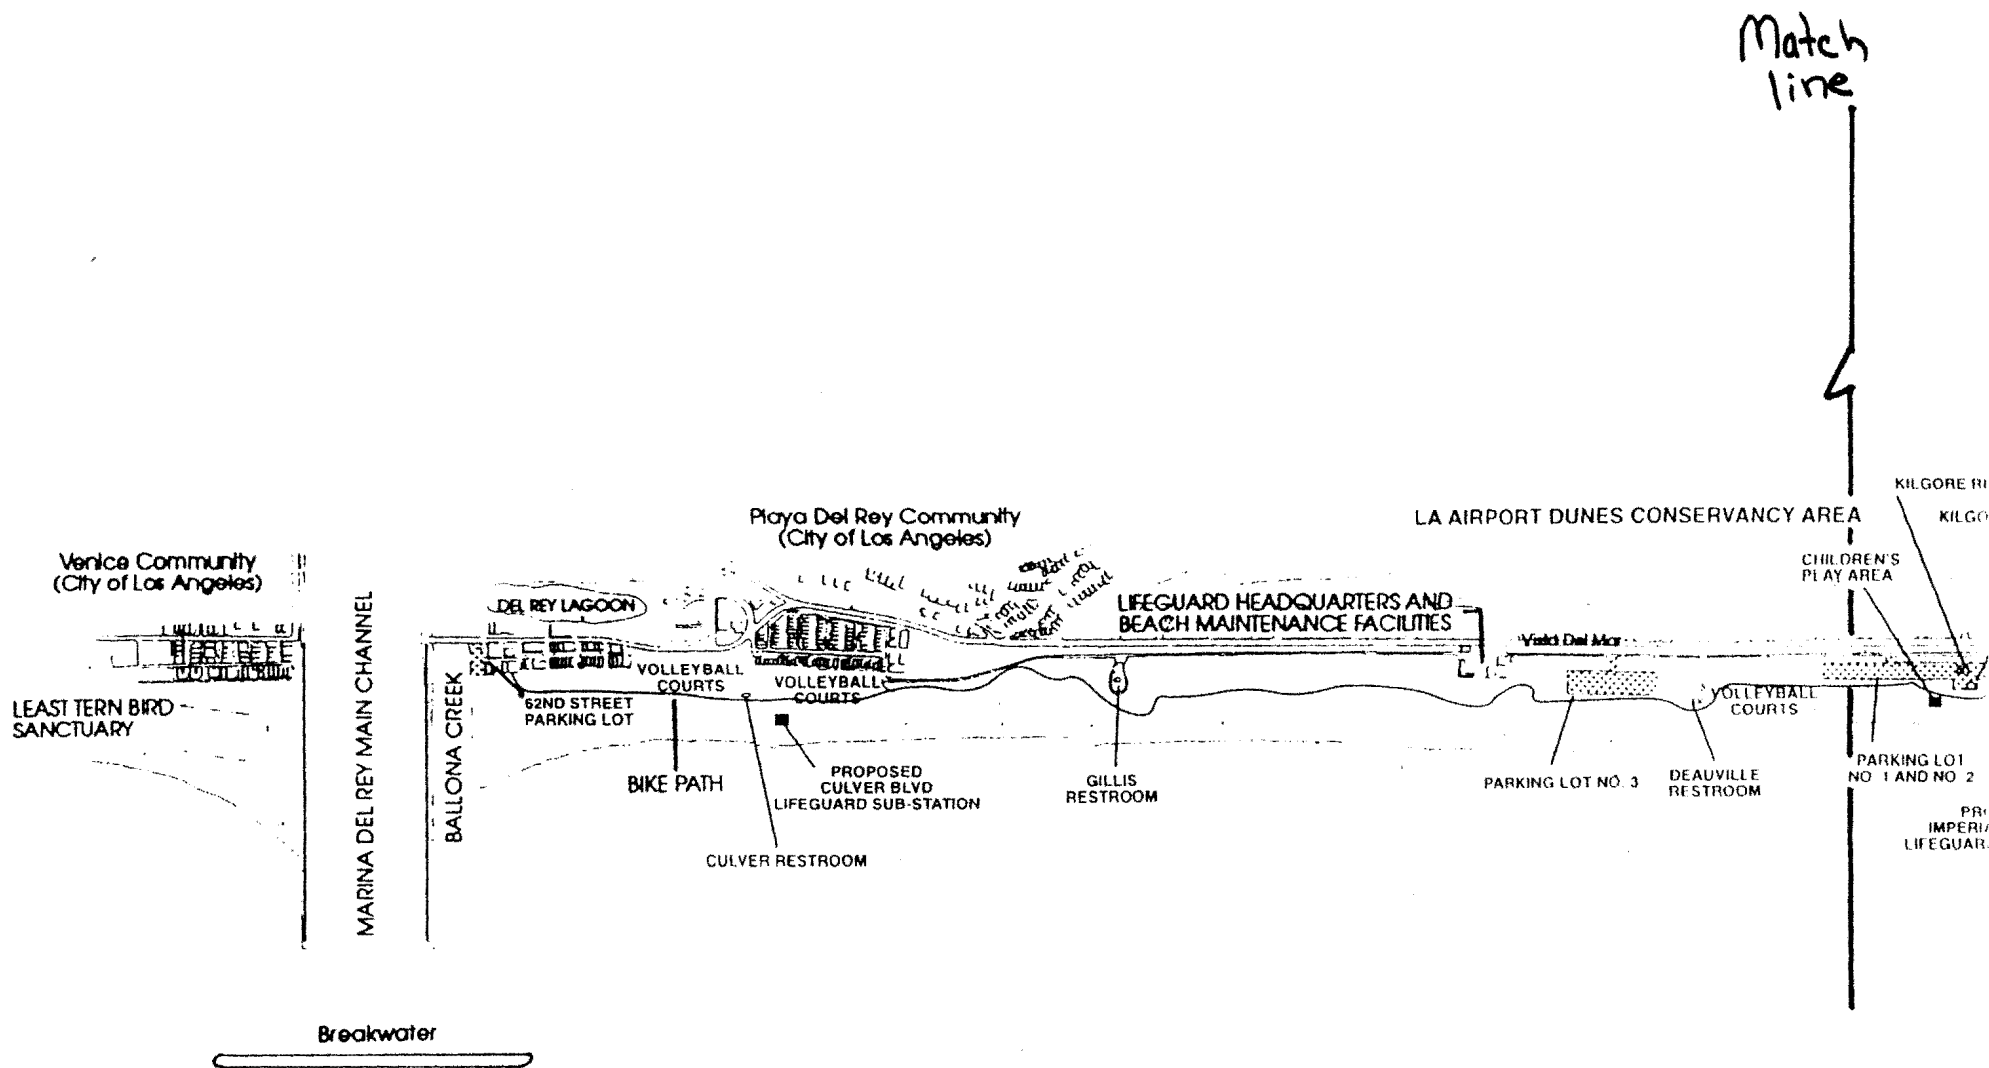 Match
line
KILGORE
LA AIRPORT DUNES CONSERVANCY AREA
Playa Del Rey Community
(City of Los Angeles)
Venice Community
(City of Los Angeles)
CHILDREN'S
PLAY AREA
DEL REY LAGOON
LIFEGUARD HEADQUARTERS AND
BEACH MAINTENANCE FACILITIES
Vista Del Mar
VOLLEYBALL
COURTS
VOLLEYBALL
COURTS
VOLLEYBALL
COURTS
LEAST TERN BIRD
SANCTUARY
MARINA DEL REY MAIN CHANNEL
BALLONA CREEK
62ND STREET
PARKING LOT
BIKE PATH
PROPOSED
CULVER BLVD
LIFEGUARD SUB-STATION
GILLIS
RESTROOM
PARKING LOT NO. 3
DEAUVILLE
RESTROOM
PARKING LOT
NO. 1 AND NO. 2
CULVER RESTROOM
Breakwater